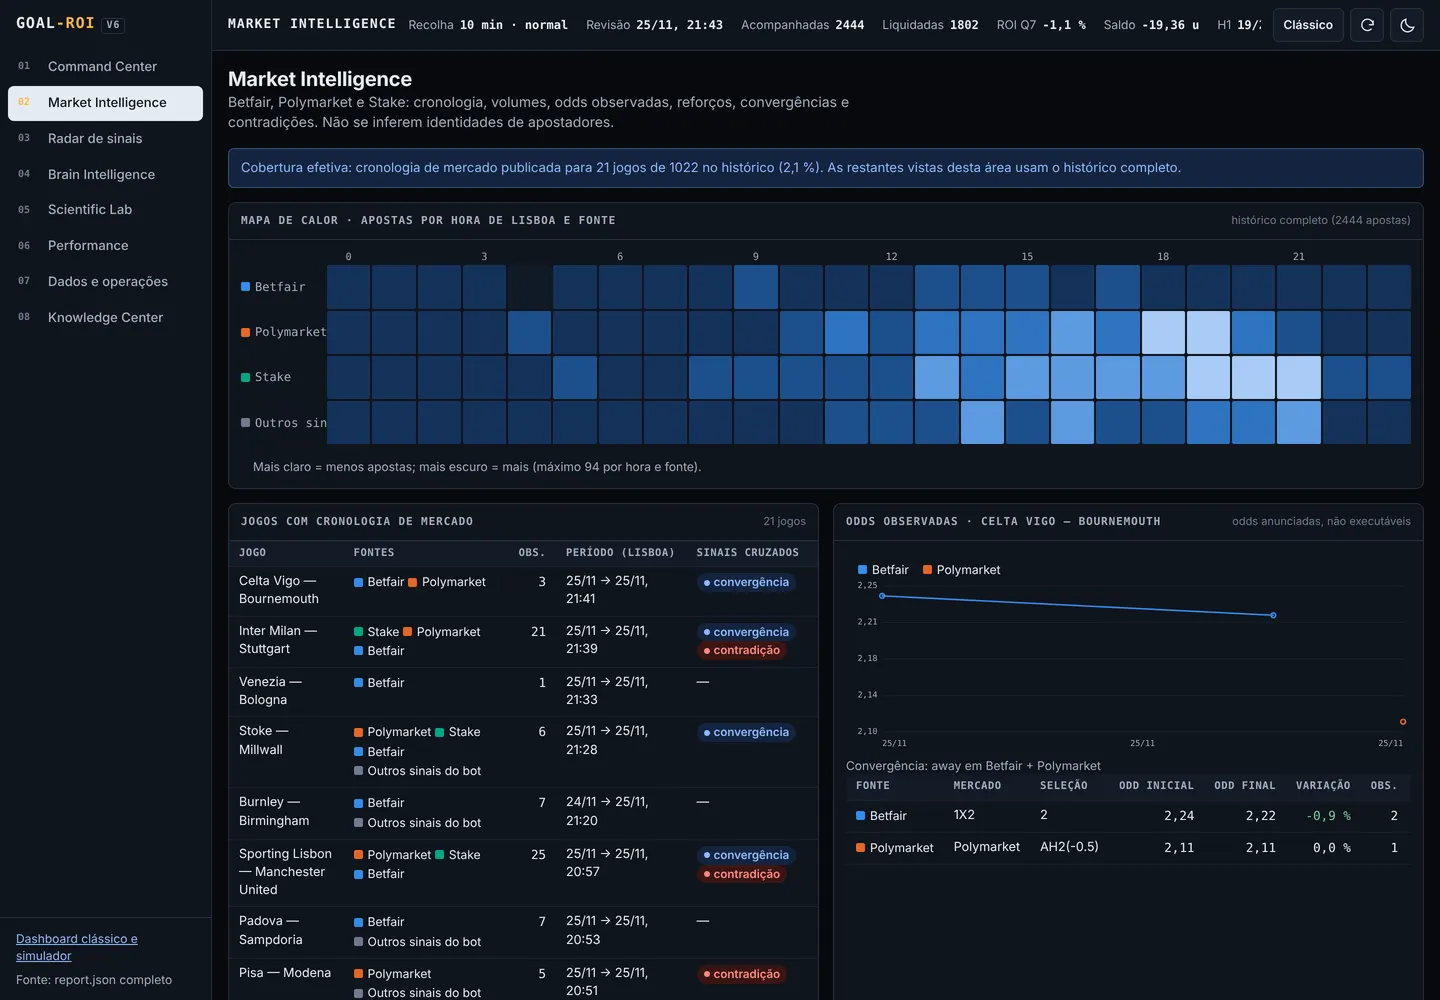 GOAL-ROI V6
01 Command Center
02 Market Intelligence
03 Radar de sinais
04 Brain Intelligence
05 Scientific Lab
06 Performance
07 Dados e operações
08 Knowledge Center
Dashboard clássico e
simulador
Fonte: report.json completo
MARKET INTELLIGENCE Recolha 10 min · normal Revisão 25/11, 21:43 Acompanhadas 2444 Liquidadas 1802 ROI Q7 -1,1 % Saldo -19,36 u H1 19/ Clássico
Market Intelligence
Betfair, Polymarket e Stake: cronologia, volumes, odds observadas, reforços, convergências e
contradições. Não se inferem identidades de apostadores.
Cobertura efetiva: cronologia de mercado publicada para 21 jogos de 1022 no histórico (2,1 %). As restantes vistas desta área usam o histórico completo.
MAPA DE CALOR · APOSTAS POR HORA DE LISBOA E FONTE histórico completo (2444 apostas)
0 3 6 9 12 15 18 21
Betfair
Polymarket
Stake
Outros sin
Mais claro = menos apostas; mais escuro = mais (máximo 94 por hora e fonte).
JOGOS COM CRONOLOGIA DE MERCADO 21 jogos
JOGO FONTES OBS. PERÍODO (LISBOA) SINAIS CRUZADOS
Celta Vigo — Betfair Polymarket 3 25/11 → 25/11, convergência
Bournemouth 21:41
Inter Milan — Stake Polymarket 21 25/11 → 25/11, convergência
Stuttgart Betfair 21:39 contradição
Venezia — Betfair 1 25/11 → 25/11, —
Bologna 21:33
Stoke — Polymarket Stake 6 25/11 → 25/11, convergência
Millwall Betfair 21:28
Outros sinais do bot
Burnley — Betfair 7 24/11 → 25/11, —
Birmingham Outros sinais do bot 21:20
Sporting Lisbon Polymarket Stake 25 25/11 → 25/11, convergência
— Manchester Betfair 20:57 contradição
United
Padova — Betfair 7 25/11 → 25/11, —
Sampdoria Outros sinais do bot 20:53
Pisa — Modena Polymarket 5 25/11 → 25/11, contradição
Outros sinais do bot 20:51
ODDS OBSERVADAS · CELTA VIGO — BOURNEMOUTH odds anunciadas, não executáveis
Betfair Polymarket
2,25
2,21
2,18
2,14
2,10
25/11 25/11 25/11
Convergência: away em Betfair + Polymarket
FONTE MERCADO SELEÇÃO ODD INICIAL ODD FINAL VARIAÇÃO OBS.
Betfair 1X2 2 2,24 2,22 -0,9 % 2
Polymarket Polymarket AH2(-0.5) 2,11 2,11 0,0 % 1